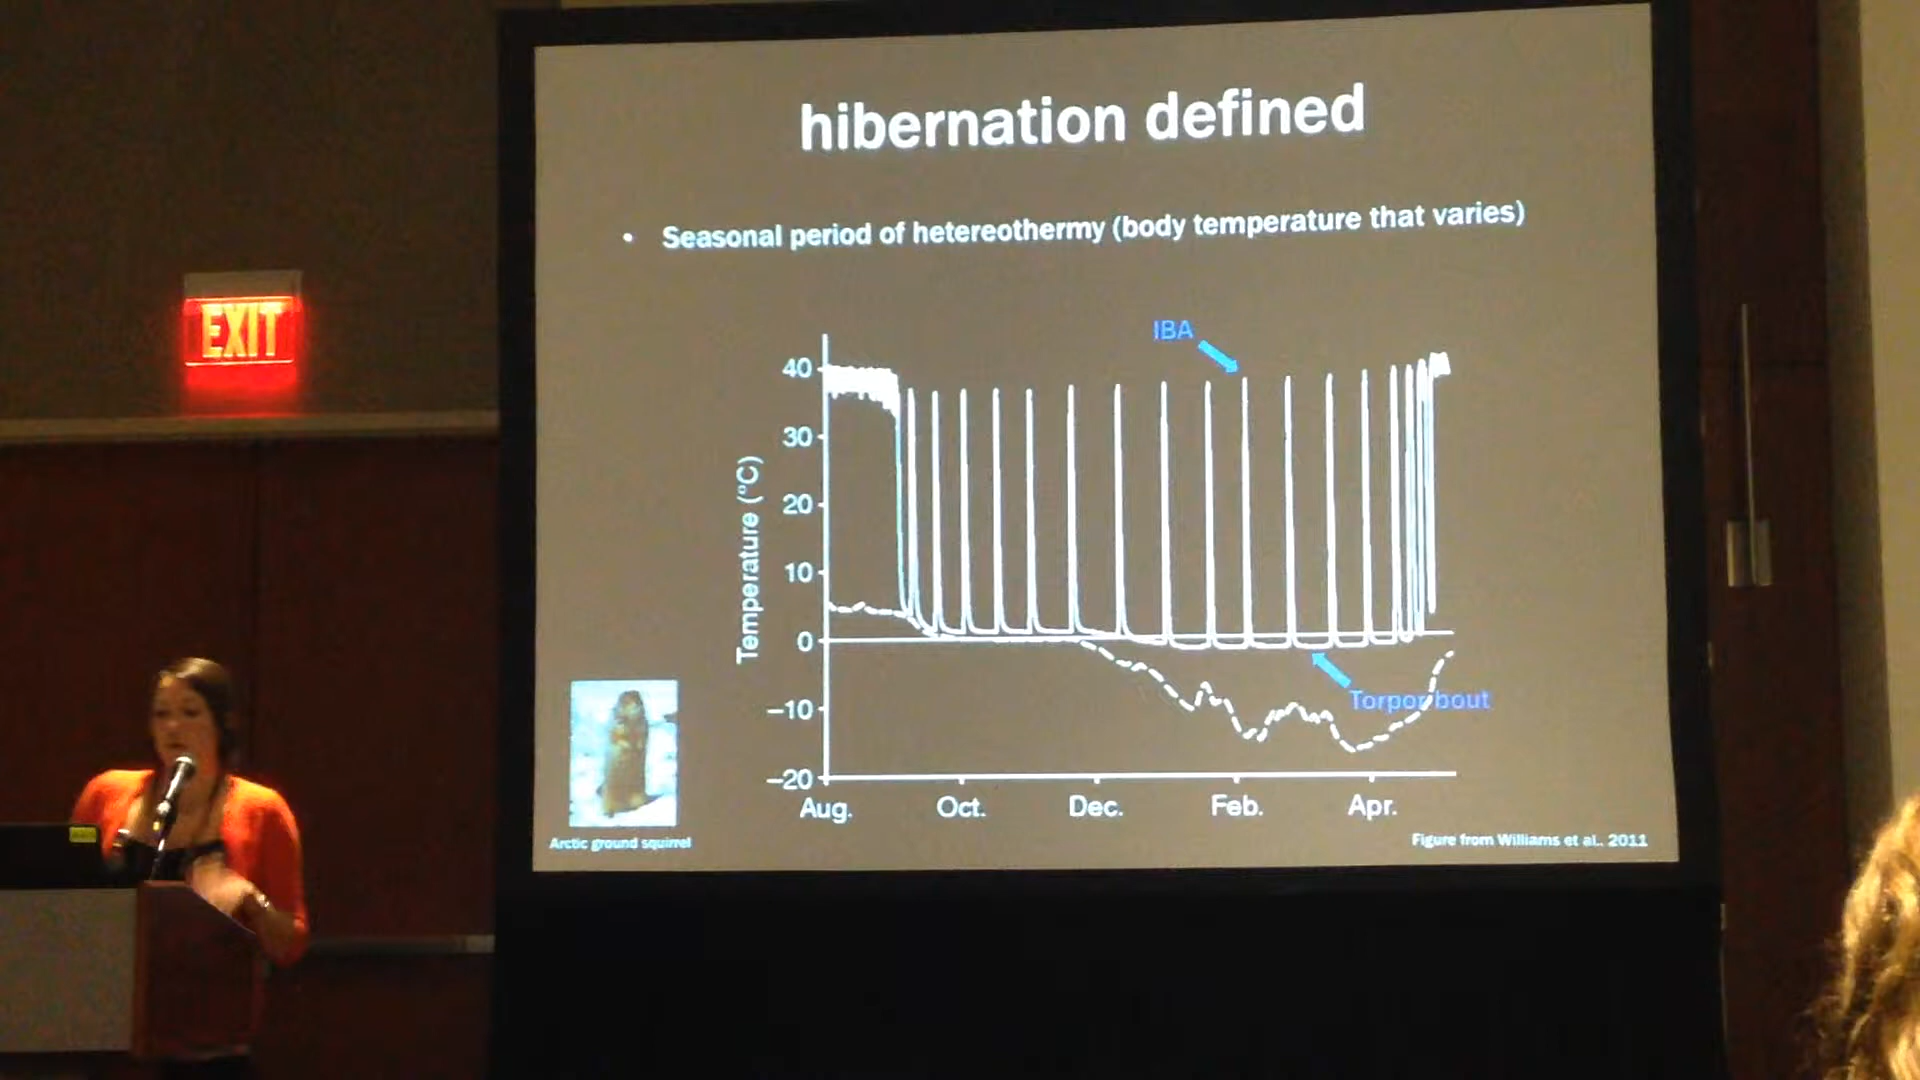 EXIT
hibernation defined
• Seasonal period of hetereothermy (body temperature that varies)
IBA
Temperature (°C)
40
30
20
10
0
–10
–20
Torpor bout
Aug. Oct. Dec. Feb. Apr.
Arctic ground squirrel
Figure from Williams et al., 2011